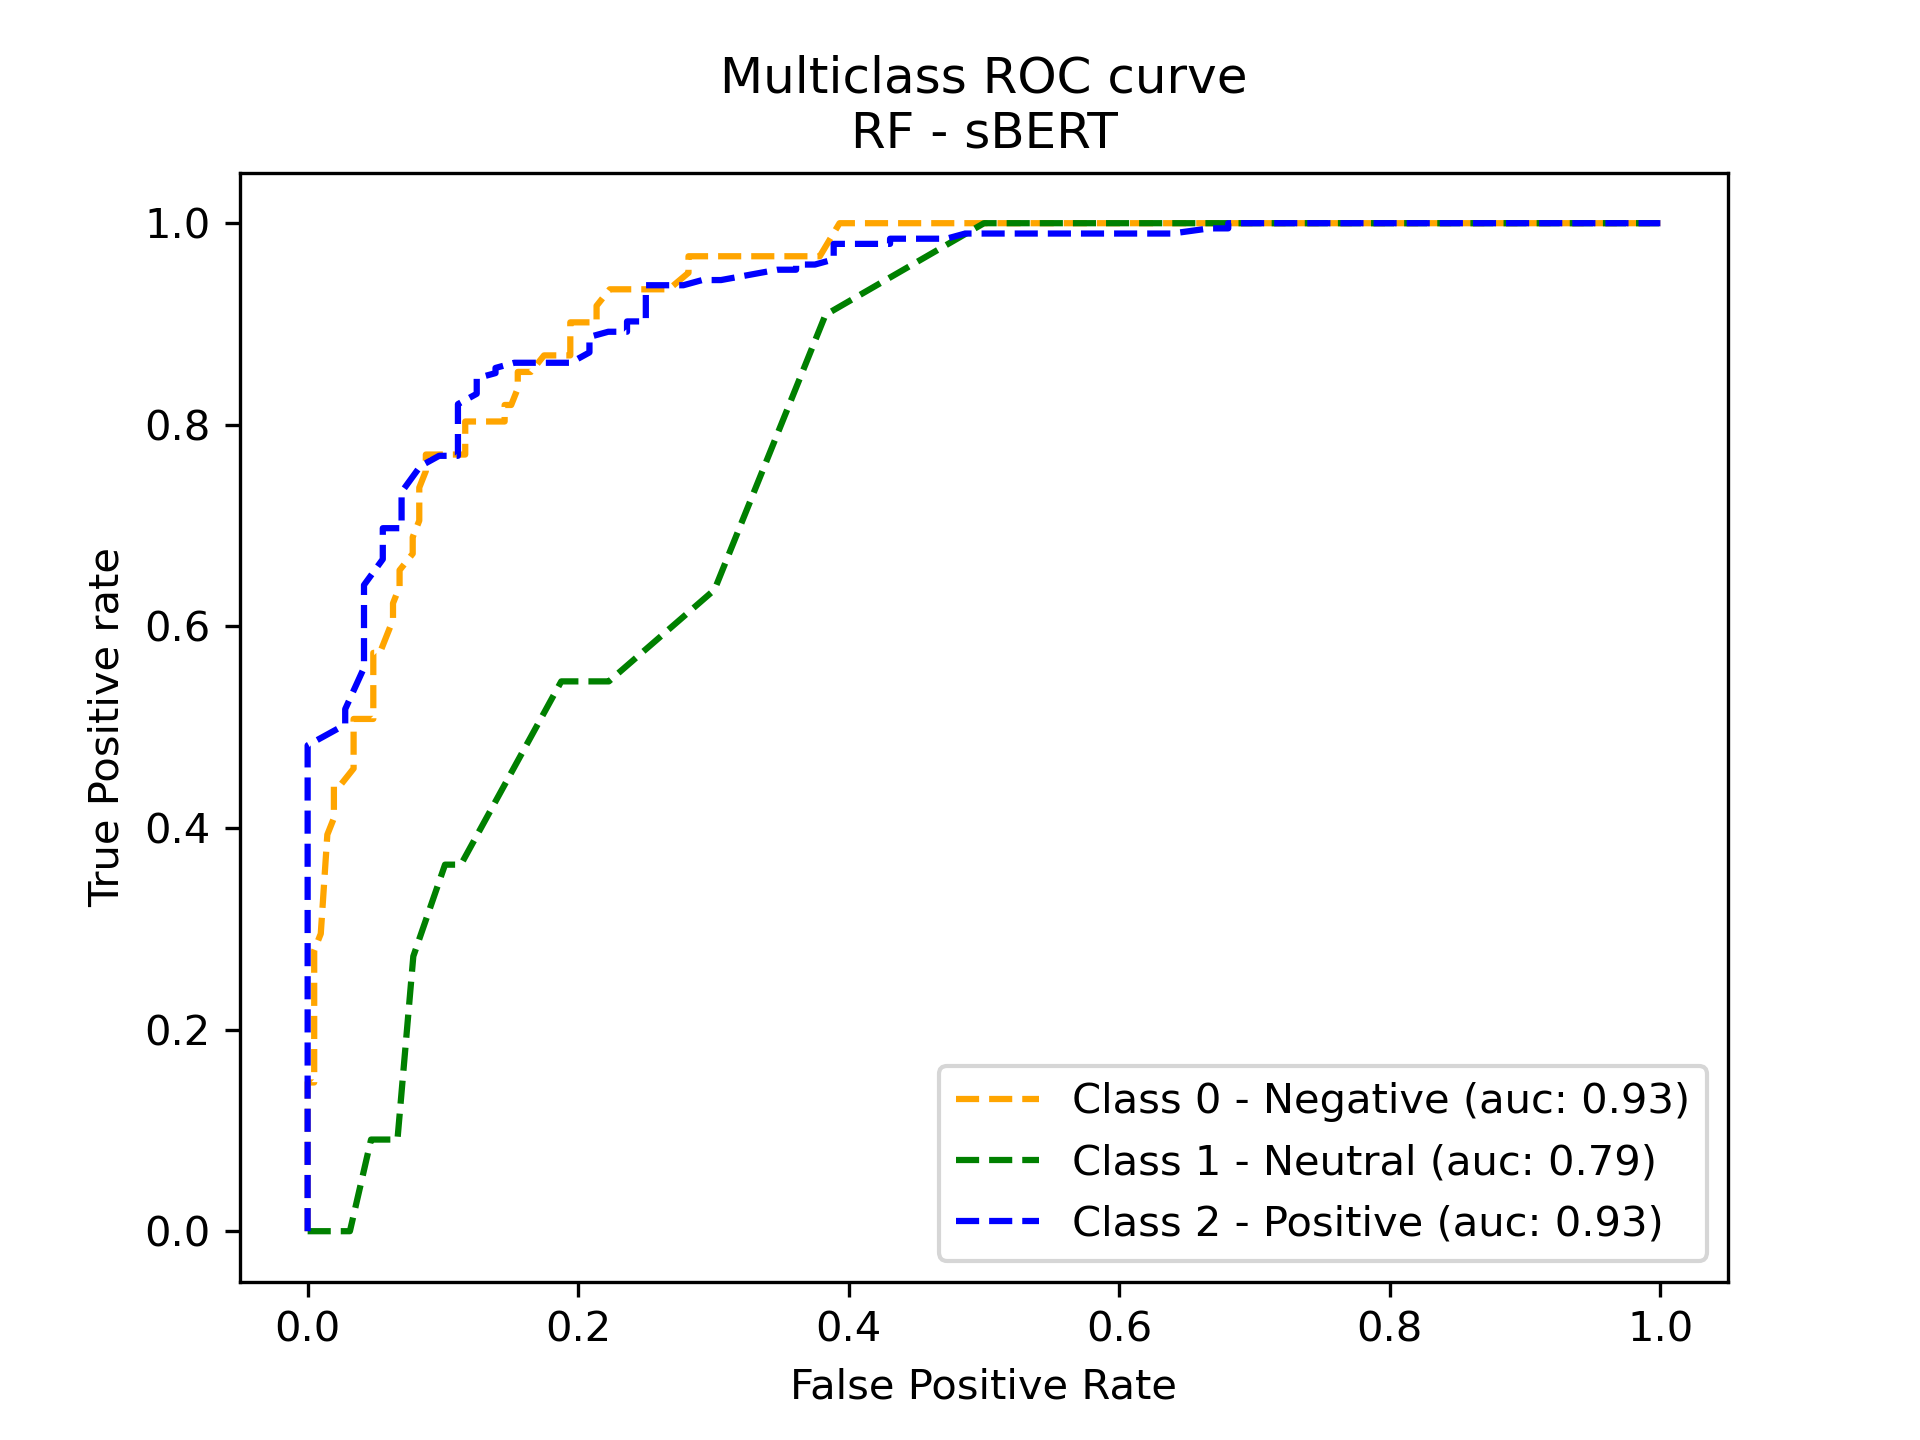 Multiclass ROC curve
RF - sBERT
True Positive rate
1.0
0.8
0.6
0.4
0.2
0.0
Class 0 - Negative (auc: 0.93)
Class 1 - Neutral (auc: 0.79)
Class 2 - Positive (auc: 0.93)
0.0 0.2 0.4 0.6 0.8 1.0
False Positive Rate